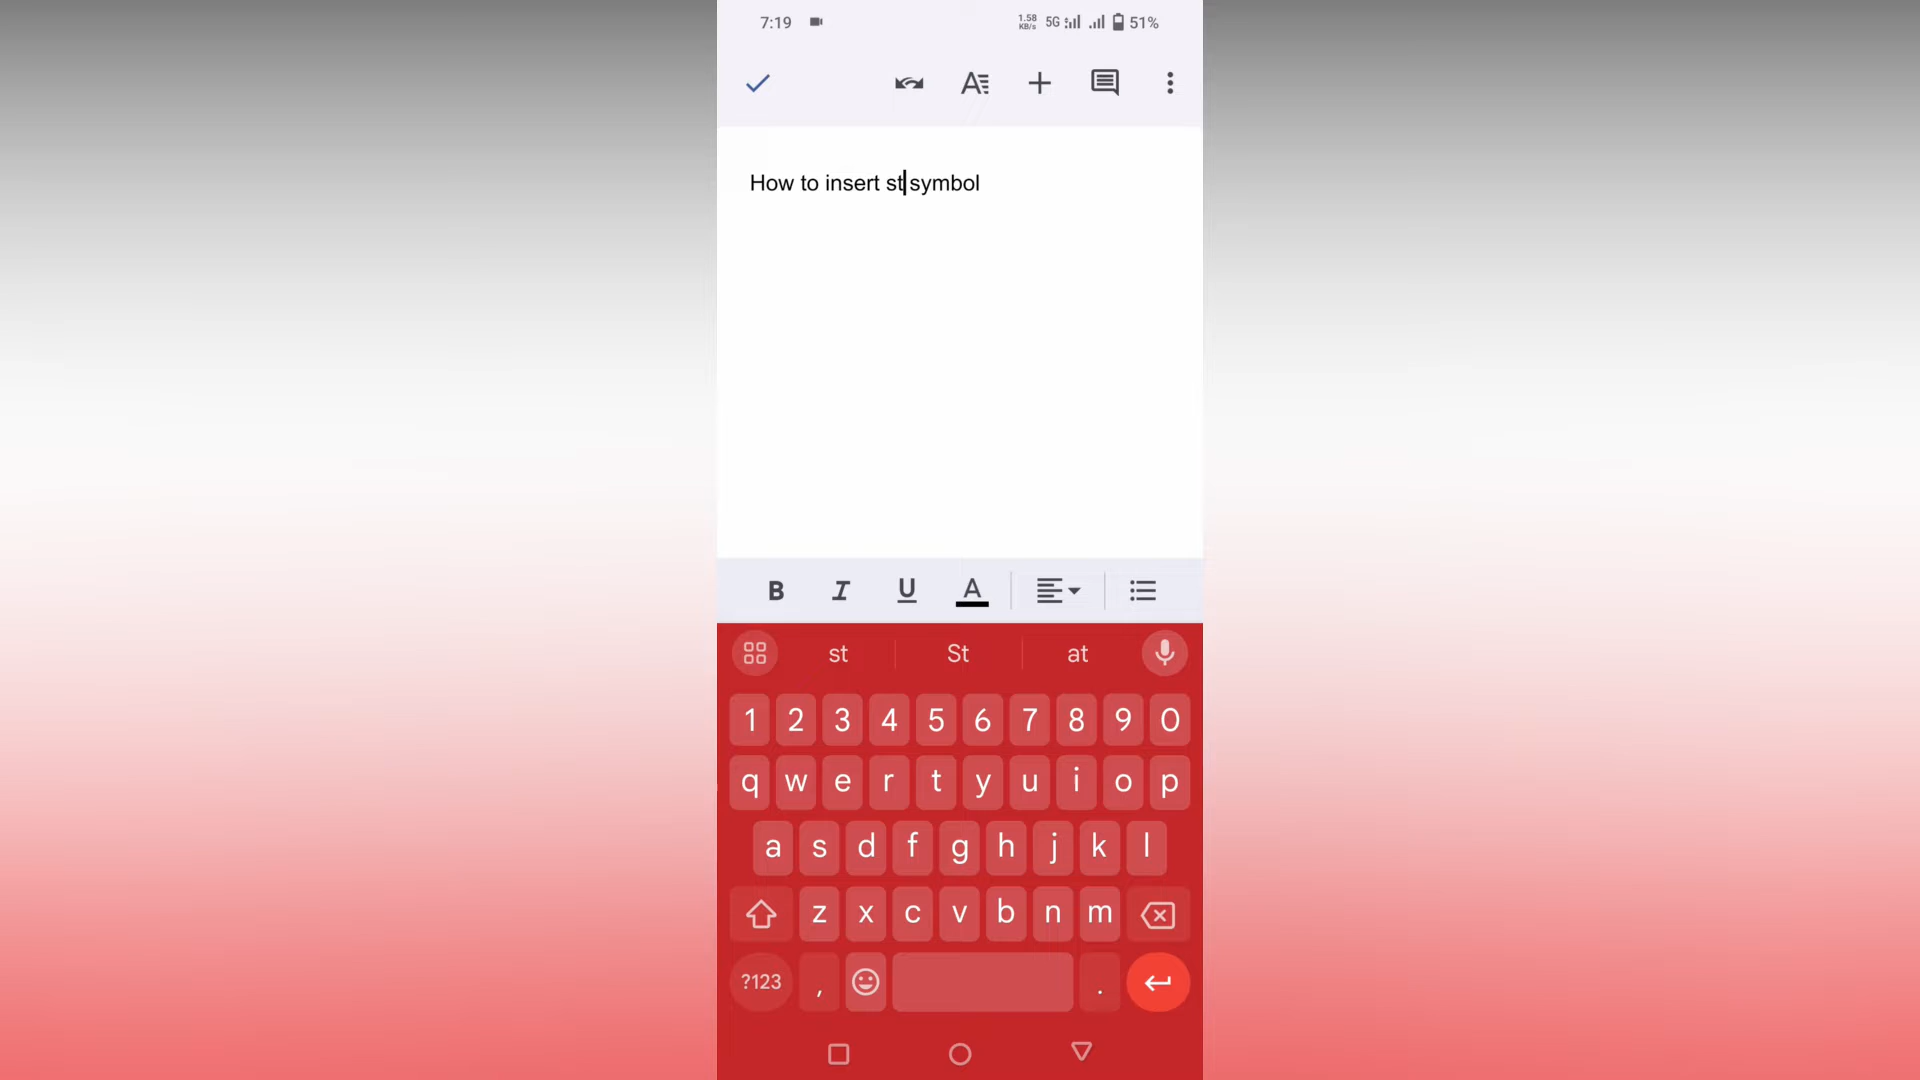 7:19 1.58 KB/s 5G 51%
How to insert st symbol
B I U A
st St at
1 2 3 4 5 6 7 8 9 0
q w e r t y u i o p
a s d f g h j k l
z x c v b n m
?123 , .